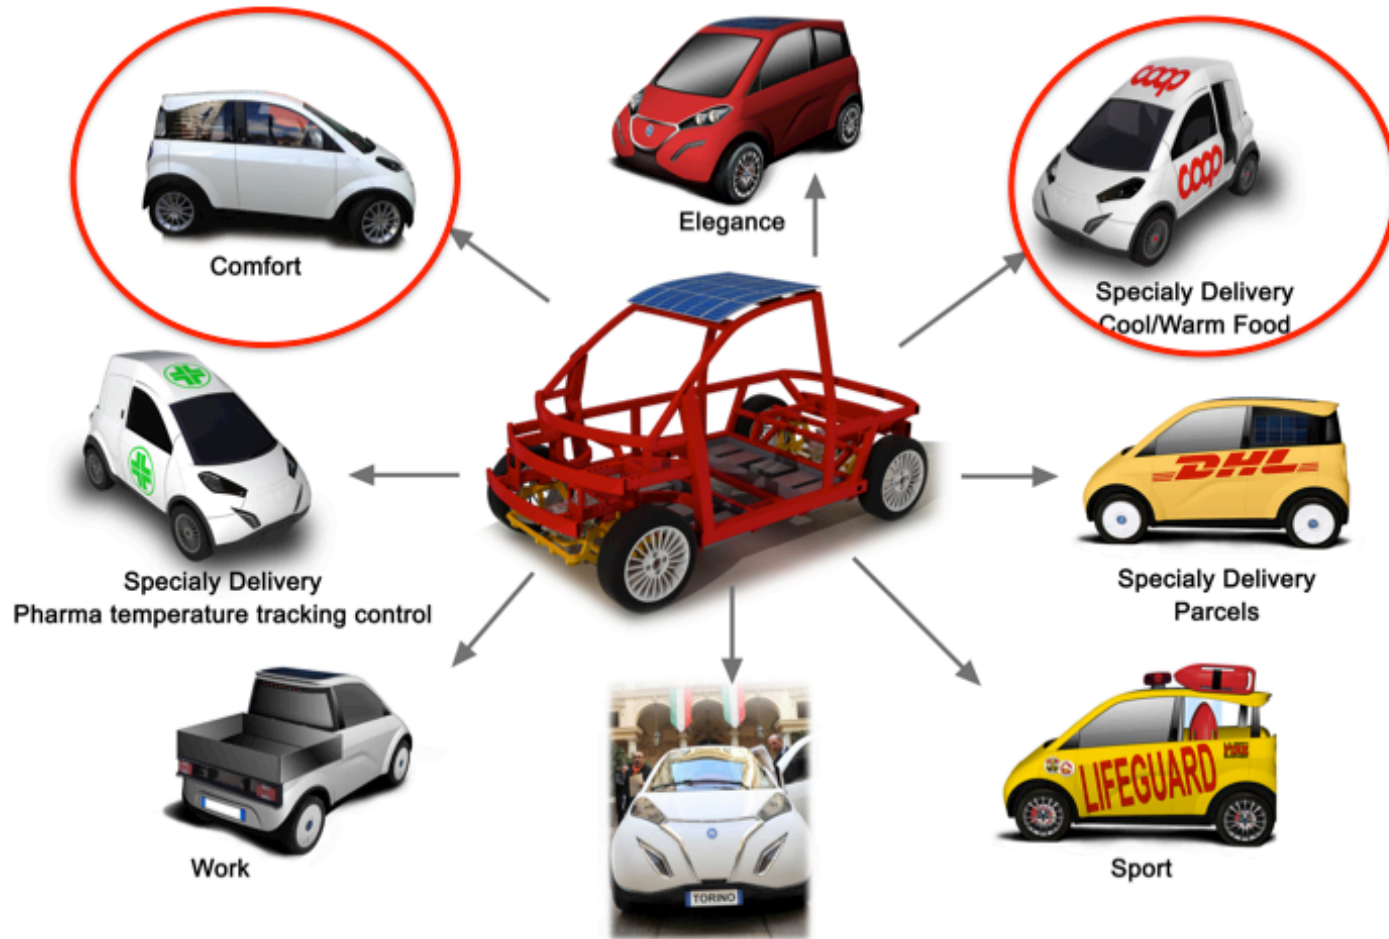 Elegance
Comfort
coop
coop
Specialy Delivery
Cool/Warm Food
DHL
Specialy Delivery
Pharma temperature tracking control
Specialy Delivery
Parcels
LIFEGUARD
Work
TORINO
Sport